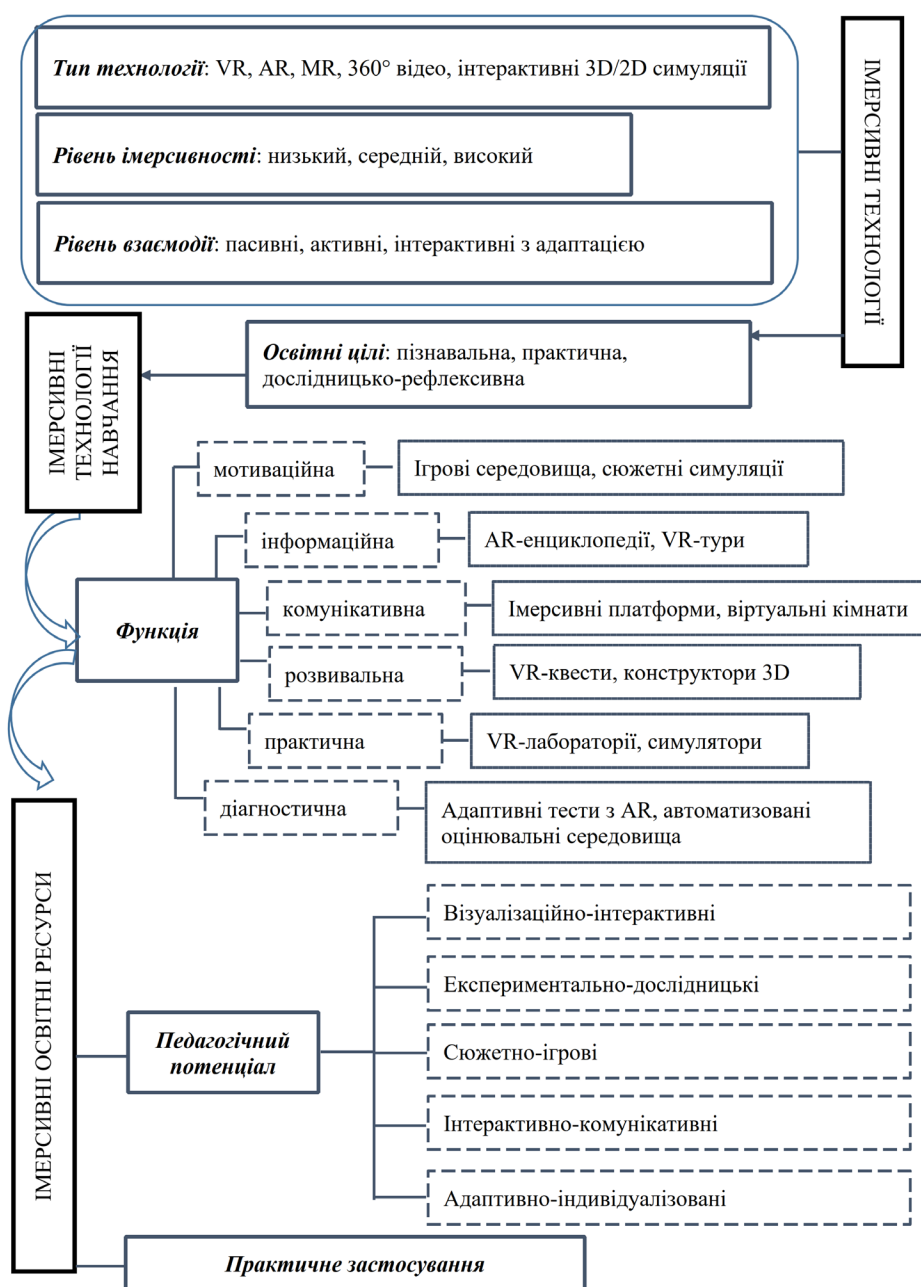 Тип технології: VR, AR, MR, 360° відео, інтерактивні 3D/2D симуляції
Рівень імерсивності: низький, середній, високий
Рівень взаємодії: пасивні, активні, інтерактивні з адаптацією
ІМЕРСИВНІ ТЕХНОЛОГІЇ
Освітні цілі: пізнавальна, практична,
дослідницько-рефлексивна
ІМЕРСИВНІ
ТЕХНОЛОГІЇ
НАВЧАННЯ
мотиваційна
Ігрові середовища, сюжетні симуляції
інформаційна
AR-енциклопедії, VR-тури
Функція
комунікативна
Імерсивні платформи, віртуальні кімнати
розвивальна
VR-квести, конструктори 3D
практична
VR-лабораторії, симулятори
діагностична
Адаптивні тести з AR, автоматизовані
оцінювальні середовища
ІМЕРСИВНІ ОСВІТНІ РЕСУРСИ
Педагогічний
потенціал
Візуалізаційно-інтерактивні
Експериментально-дослідницькі
Сюжетно-ігрові
Інтерактивно-комунікативні
Адаптивно-індивідуалізовані
Практичне застосування